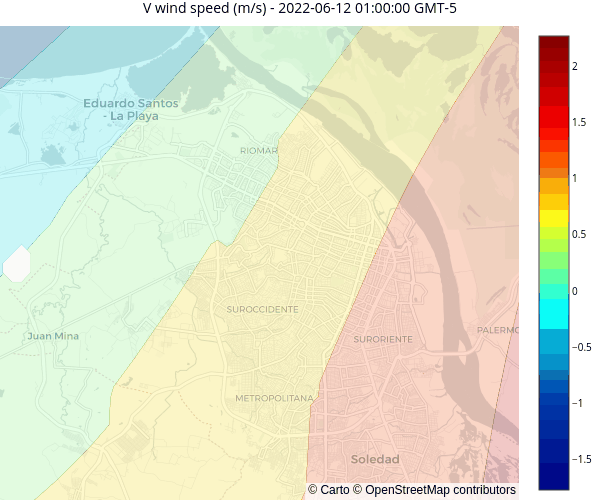 V wind speed (m/s) - 2022-06-12 01:00:00 GMT-5
2
1.5
1
0.5
0
−0.5
−1
−1.5
Eduardo Santos
- La Playa
RIOMAR
SUROCCIDENTE
Juan Mina
SURORIENTE
PALERMO
METROPOLITANA
Soledad
© Carto © OpenStreetMap contributors